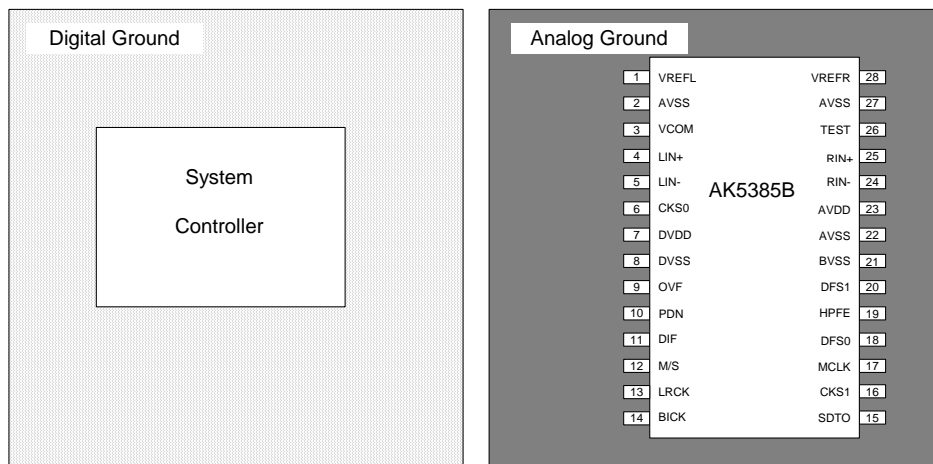 Digital Ground
System
Controller
Analog Ground
AK5385B
1 VREFL VREFR 28
2 AVSS AVSS 27
3 VCOM TEST 26
4 LIN+ RIN+ 25
5 LIN- RIN- 24
6 CKS0 AVDD 23
7 DVDD AVSS 22
8 DVSS BVSS 21
9 OVF DFS1 20
10 PDN HPFE 19
11 DIF DFS0 18
12 M/S MCLK 17
13 LRCK CKS1 16
14 BICK SDTO 15